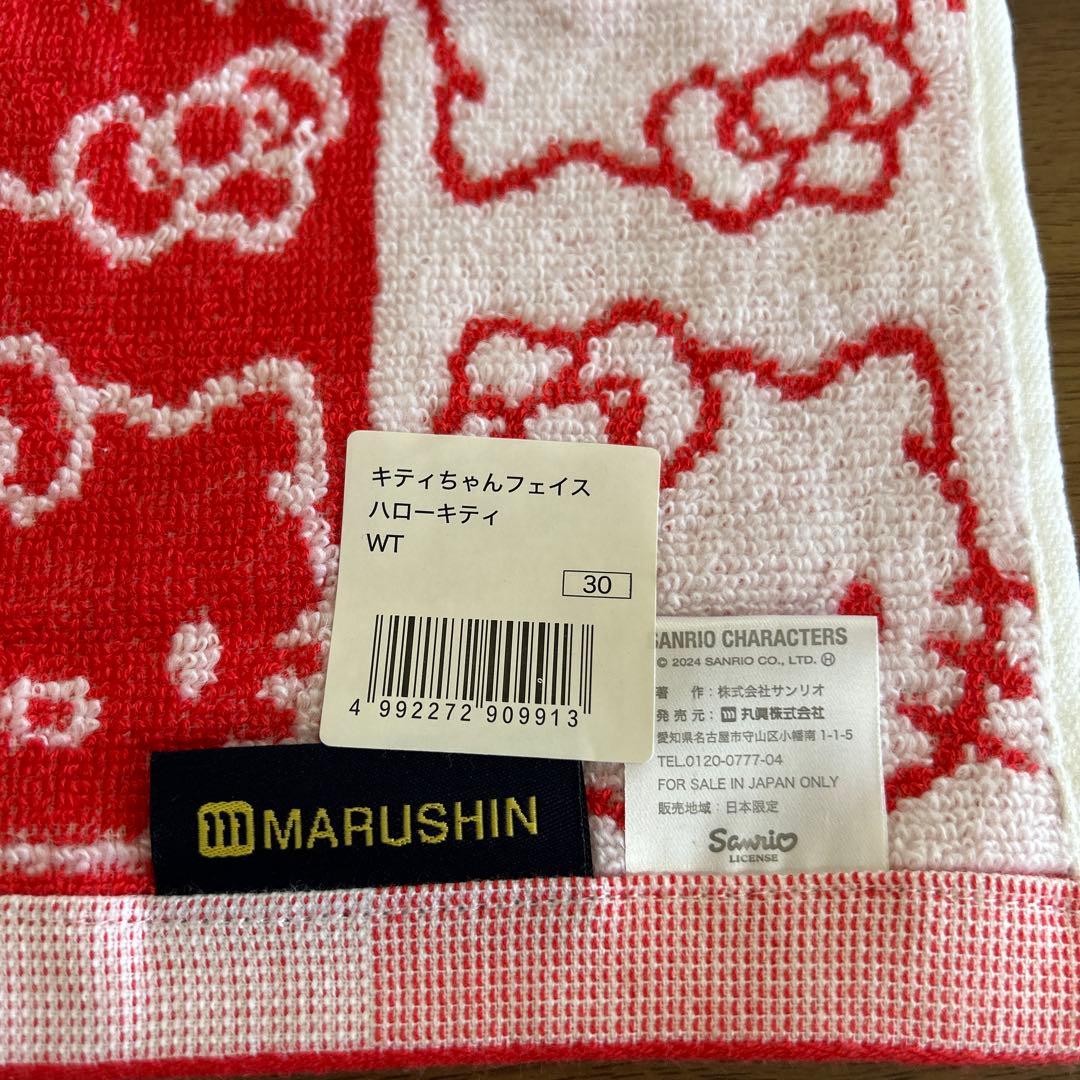 キティちゃんフェイス
ハローキティ
WT
30
4 992272 909913
MARUSHIN
SANRIO CHARACTERS
© 2024 SANRIO CO., LTD. Ⓗ
著 作：株式会社サンリオ
発 売 元：丸眞株式会社
愛知県名古屋市守山区小幡南 1-1-5
TEL.0120-0777-04
FOR SALE IN JAPAN ONLY
販売地域：日本限定
Sanrio
LICENSE